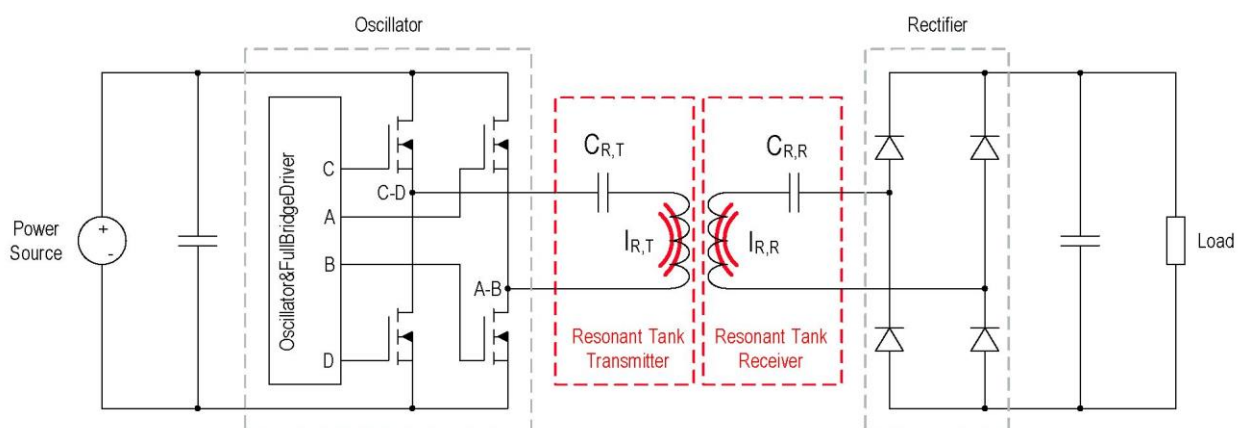 Oscillator
Rectifier
Oscillator&FullBridgeDriver
C
A
B
D
C-D
A-B
Power
Source
+
-
CR,T
CR,R
IR,T
IR,R
Resonant Tank
Transmitter
Resonant Tank
Receiver
Load